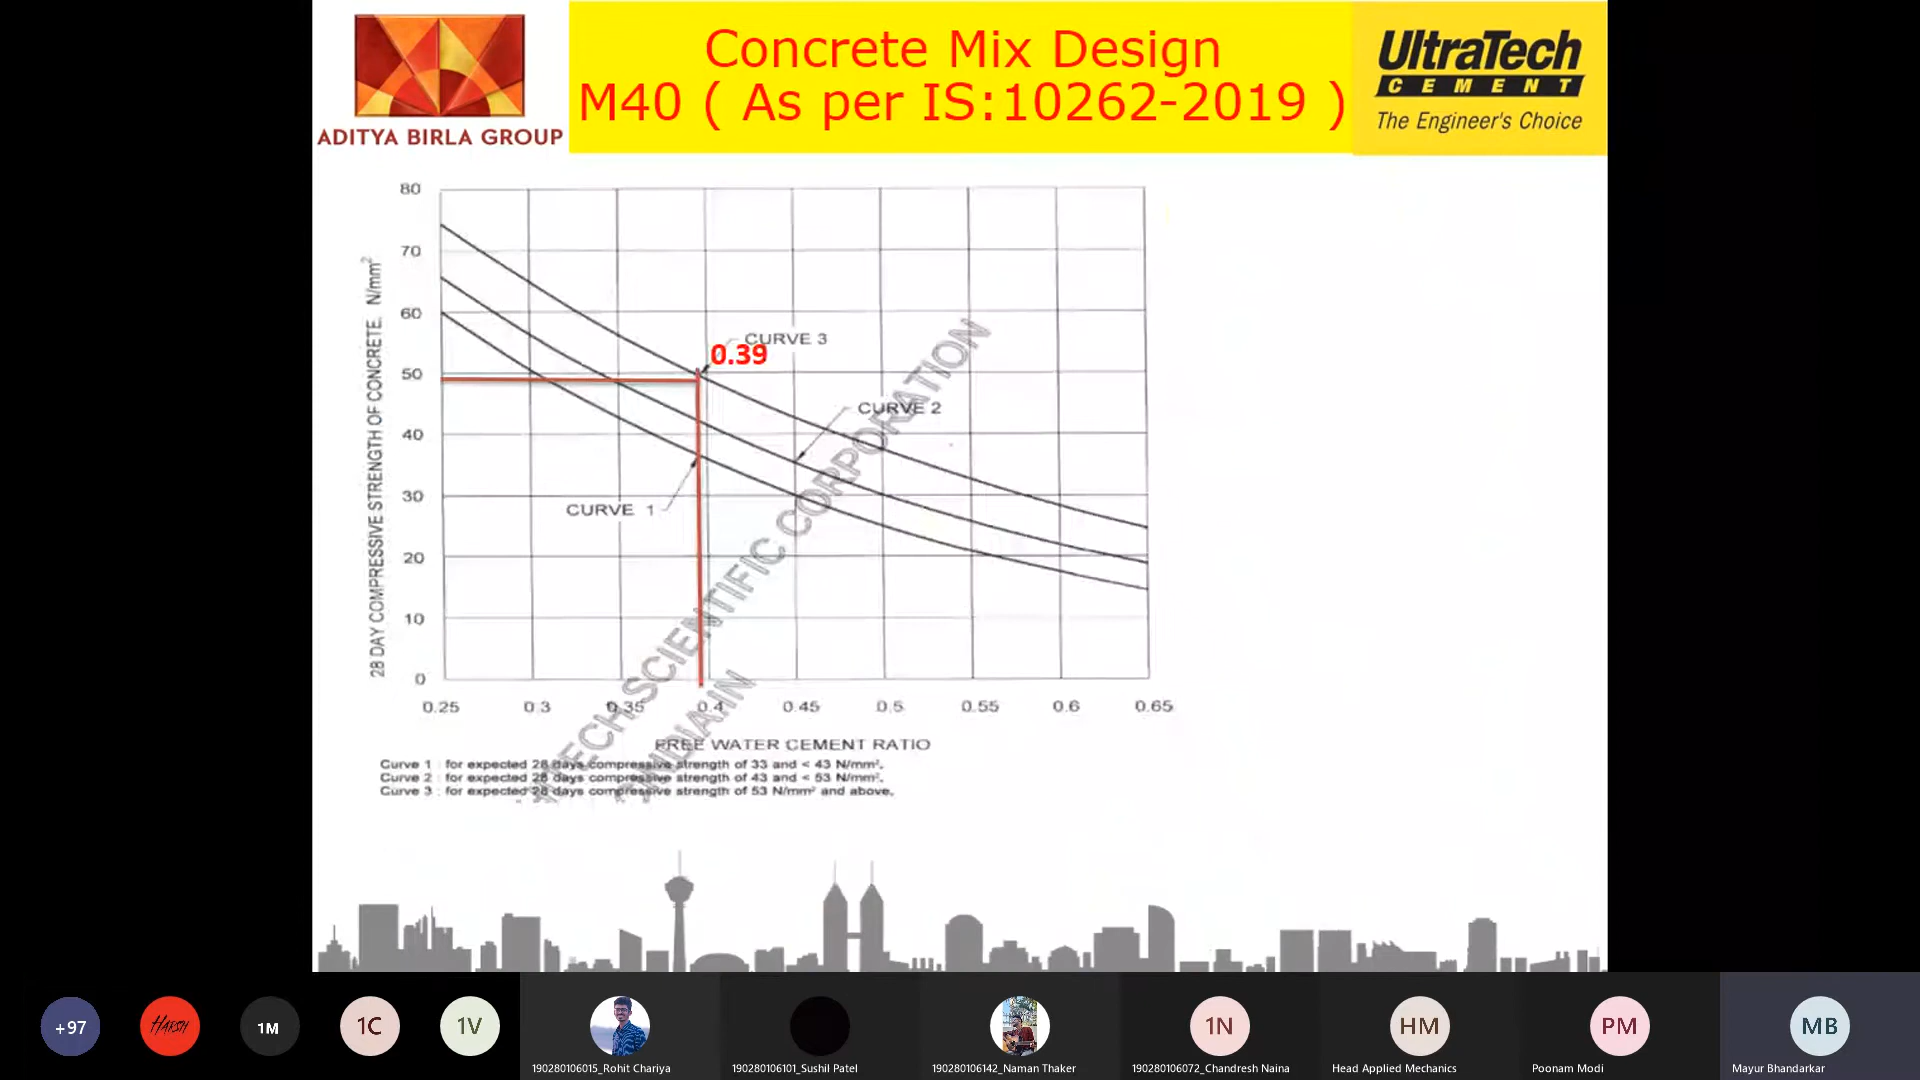 Concrete Mix Design
M40 ( As per IS:10262-2019 )
ADITYA BIRLA GROUP
UltraTech
CEMENT
The Engineer's Choice
28 DAY COMPRESSIVE STRENGTH OF CONCRETE, N/mm²
80
70
60
50
40
30
20
10
0
CURVE 3
0.39
CURVE 2
CURVE 1
0.25 0.3 0.35 0.4 0.45 0.5 0.55 0.6 0.65
FREE WATER CEMENT RATIO
Curve 1 : for expected 28 days compressive strength of 33 and < 43 N/mm².
Curve 2 : for expected 28 days compressive strength of 43 and < 53 N/mm².
Curve 3 : for expected 28 days compressive strength of 53 N/mm² and above.
SCIENTIFIC CORPORATION
+97
HARSH
1M
1C
1V
190280106015_Rohit Chariya
190280106101_Sushil Patel
190280106142_Naman Thaker
1N
190280106072_Chandresh Naina
HM
Head Applied Mechanics
PM
Poonam Modi
MB
Mayur Bhandarkar